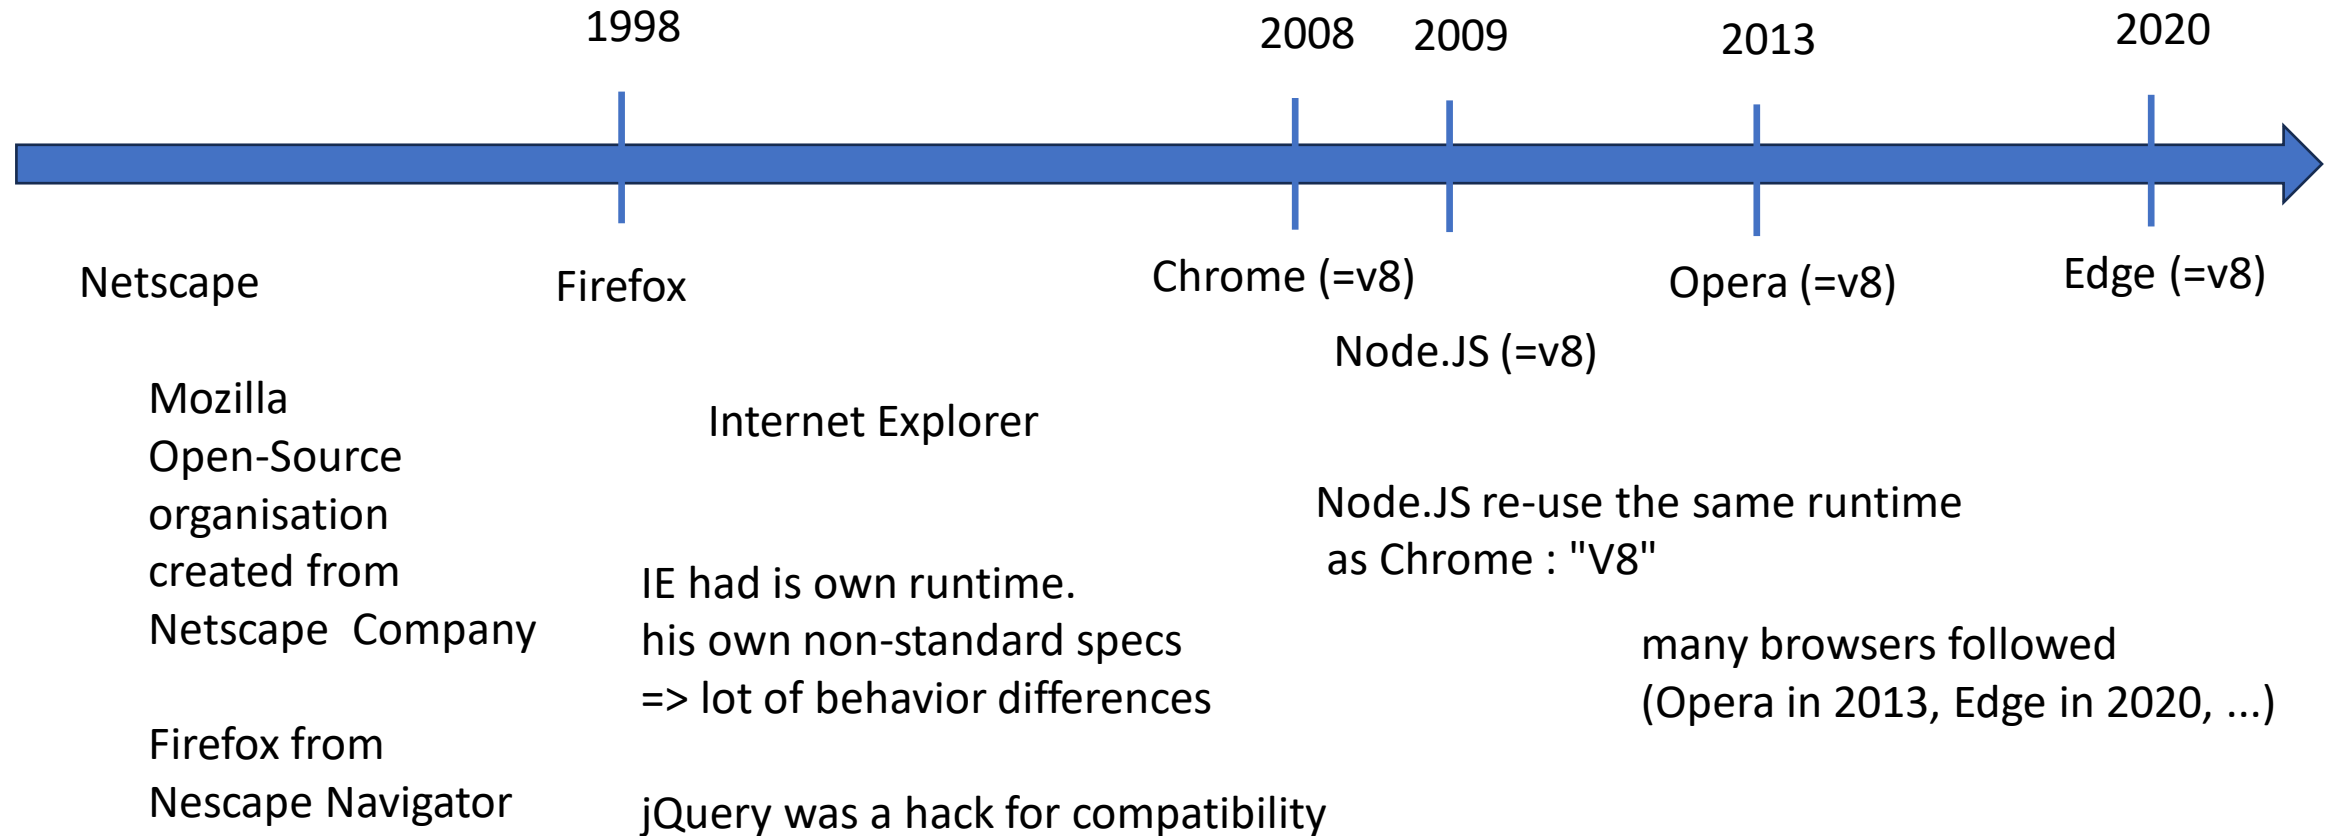 1998
2008
2009
2013
2020
Netscape
Firefox
Chrome (=v8)
Opera (=v8)
Edge (=v8)
Node.JS (=v8)
Mozilla
Open-Source
organisation
created from
Netscape  Company
Firefox from
Nescape Navigator
Internet Explorer
IE had is own runtime.
his own non-standard specs
=> lot of behavior differences
jQuery was a hack for compatibility
Node.JS re-use the same runtime
as Chrome : "V8"
many browsers followed
(Opera in 2013, Edge in 2020, ...)